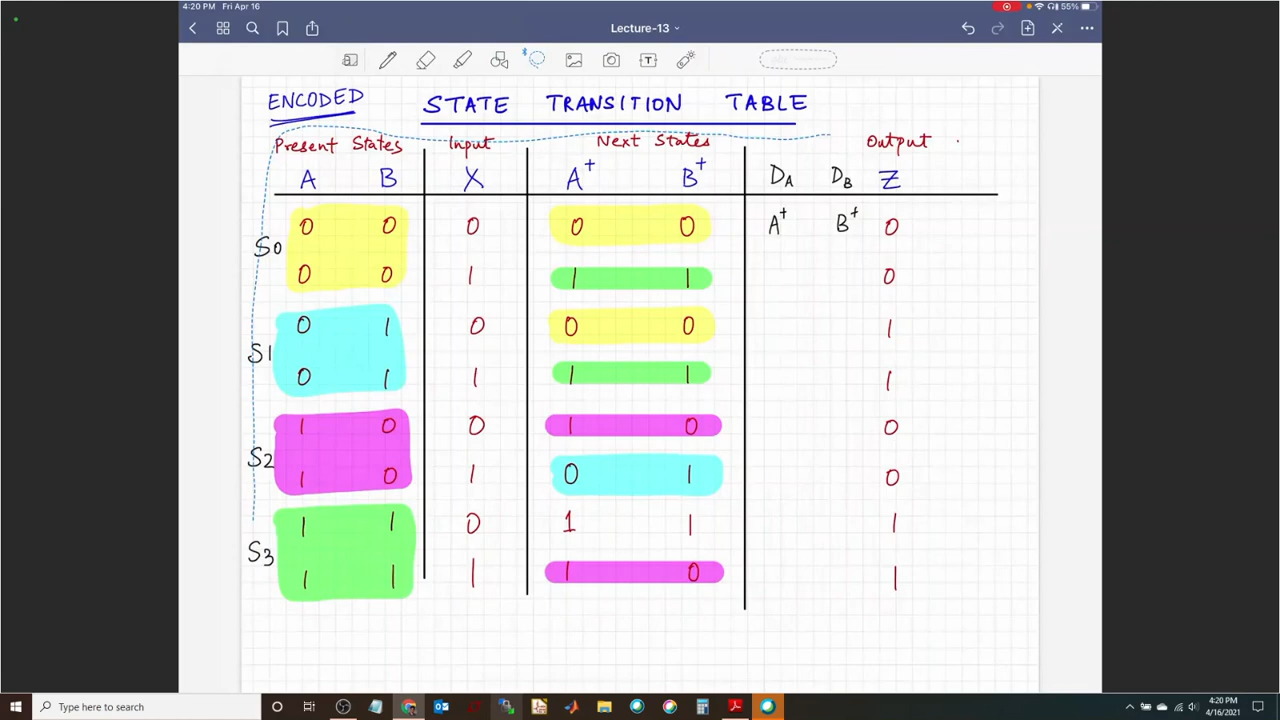 4:20 PM Fri Apr 16
55%
Lecture-13
ENCODED STATE TRANSITION TABLE
Present States Input Next States Output
A B X A+ B+ DA DB Z
0 0 0 0 0 A+ B+ 0
S0
0 0 1 1 1 0
0 1 0 0 0 1
S1
0 1 1 1 1 1
1 0 0 1 0 0
S2
1 0 1 0 1 0
1 1 0 1 1 1
S3
1 1 1 1 0 1
Type here to search
4:20 PM
4/16/2021